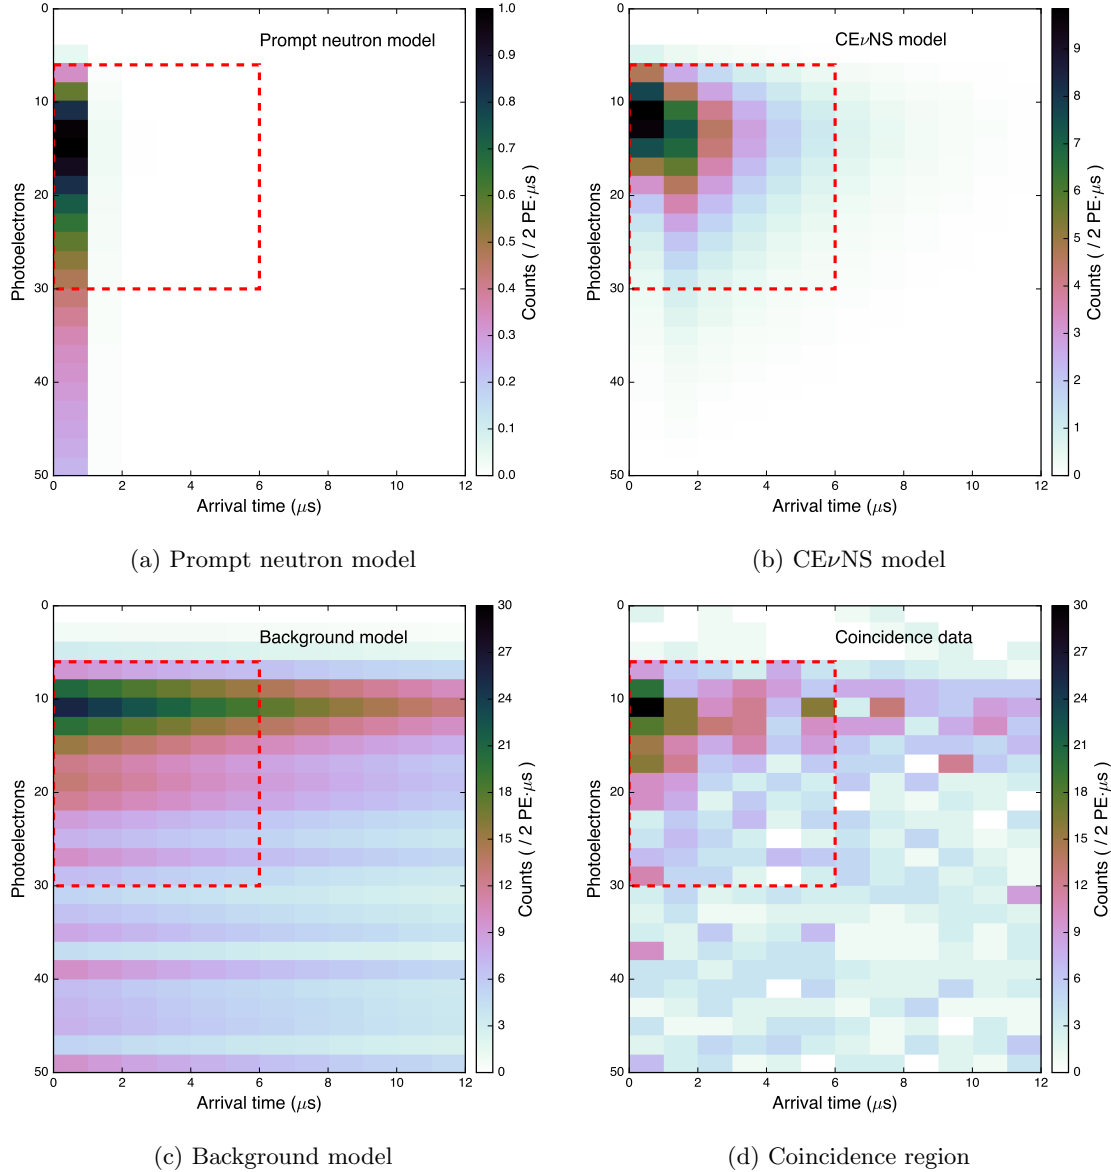 Prompt neutron model
0
10
20
30
40
50
Photoelectrons
0 2 4 6 8 10 12
Arrival time (μs)
1.0
0.9
0.8
0.7
0.6
0.5
0.4
0.3
0.2
0.1
0.0
Counts ( / 2 PE·μs)
(a) Prompt neutron model
CEνNS model
0
10
20
30
40
50
Photoelectrons
0 2 4 6 8 10 12
Arrival time (μs)
9
8
7
6
5
4
3
2
1
0
Counts ( / 2 PE·μs)
(b) CEνNS model
Background model
0
10
20
30
40
50
Photoelectrons
0 2 4 6 8 10 12
Arrival time (μs)
30
27
24
21
18
15
12
9
6
3
0
Counts ( / 2 PE·μs)
(c) Background model
Coincidence data
0
10
20
30
40
50
Photoelectrons
0 2 4 6 8 10 12
Arrival time (μs)
30
27
24
21
18
15
12
9
6
3
0
Counts ( / 2 PE·μs)
(d) Coincidence region